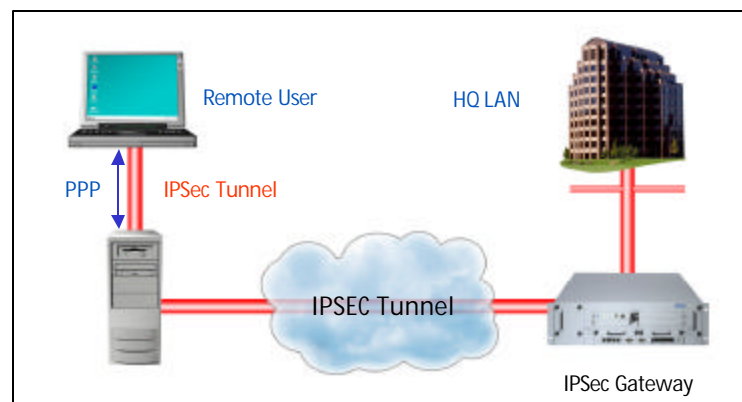 Remote User
HQ LAN
PPP
IPSec Tunnel
IPSEC Tunnel
IPSec Gateway